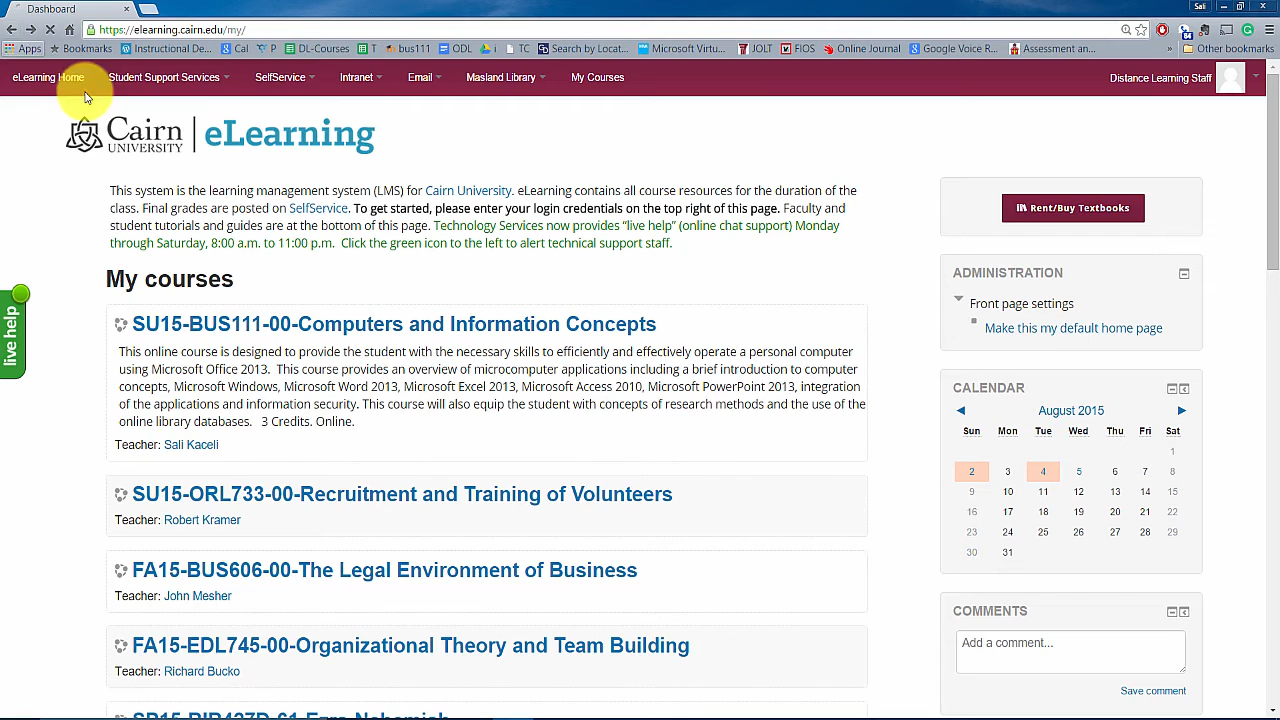 Dashboard
Sali
https://elearning.cairn.edu/my/
Apps Bookmarks Instructional De... Cal P DL-Courses T bus111 ODL i TC Search by Locat... Microsoft Virtu... JOLT FIOS Online Journal Google Voice R... Assessment an... » Other bookmarks
eLearning Home Student Support Services SelfService Intranet Email Masland Library My Courses Distance Learning Staff
Cairn UNIVERSITY | eLearning
This system is the learning management system (LMS) for Cairn University. eLearning contains all course resources for the duration of the
class. Final grades are posted on SelfService. To get started, please enter your login credentials on the top right of this page. Faculty and
student tutorials and guides are at the bottom of this page. Technology Services now provides “live help” (online chat support) Monday
through Saturday, 8:00 a.m. to 11:00 p.m. Click the green icon to the left to alert technical support staff.
live help
My courses
SU15-BUS111-00-Computers and Information Concepts
This online course is designed to provide the student with the necessary skills to efficiently and effectively operate a personal computer
using Microsoft Office 2013. This course provides an overview of microcomputer applications including a brief introduction to computer
concepts, Microsoft Windows, Microsoft Word 2013, Microsoft Excel 2013, Microsoft Access 2010, Microsoft PowerPoint 2013, integration
of the applications and information security. This course will also equip the student with concepts of research methods and the use of the
online library databases. 3 Credits. Online.
Teacher: Sali Kaceli
SU15-ORL733-00-Recruitment and Training of Volunteers
Teacher: Robert Kramer
FA15-BUS606-00-The Legal Environment of Business
Teacher: John Mesher
FA15-EDL745-00-Organizational Theory and Team Building
Teacher: Richard Bucko
Rent/Buy Textbooks
ADMINISTRATION
Front page settings
Make this my default home page
CALENDAR
August 2015
Sun Mon Tue Wed Thu Fri Sat
1
2 3 4 5 6 7 8
9 10 11 12 13 14 15
16 17 18 19 20 21 22
23 24 25 26 27 28 29
30 31
COMMENTS
Add a comment...
Save comment